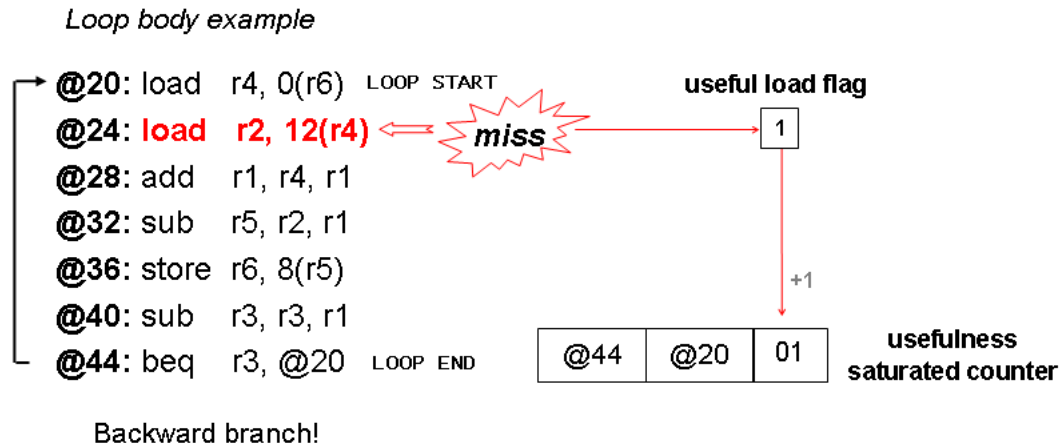 Loop body example
@20: load r4, 0(r6) LOOP START
useful load flag
@24: load r2, 12(r4)
miss
1
@28: add r1, r4, r1
@32: sub r5, r2, r1
@36: store r6, 8(r5)
+1
@40: sub r3, r3, r1
@44: beq r3, @20 LOOP END
@44 @20 01
usefulness
saturated counter
Backward branch!